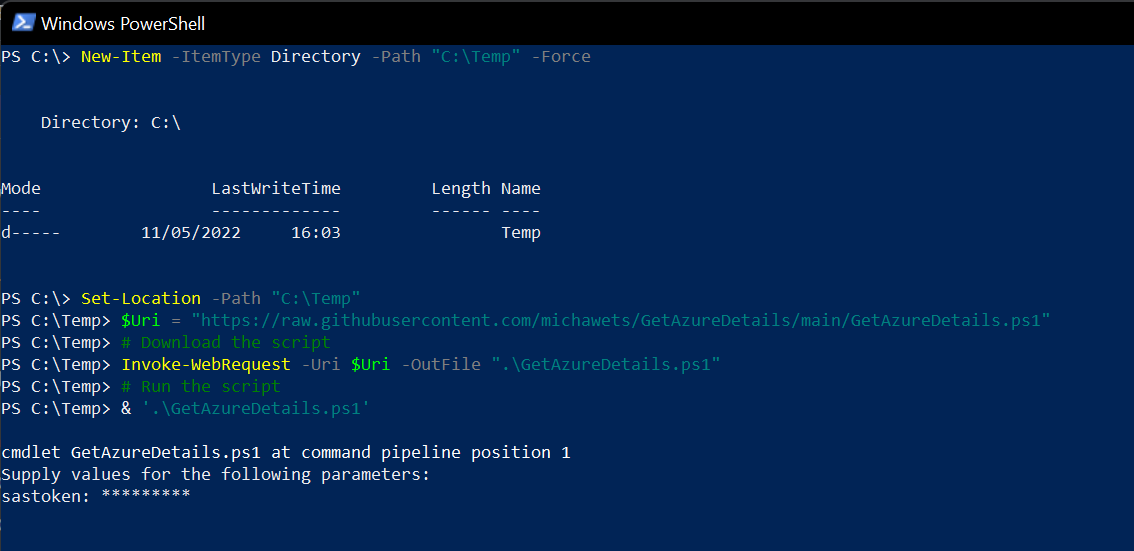 Windows PowerShell
PS C:\> New-Item -ItemType Directory -Path "C:\Temp" -Force
Directory: C:\
Mode LastWriteTime Length Name
---- ------------- ------ ----
d----- 11/05/2022 16:03 Temp
PS C:\> Set-Location -Path "C:\Temp"
PS C:\Temp> $Uri = "https://raw.githubusercontent.com/michawets/GetAzureDetails/main/GetAzureDetails.ps1"
PS C:\Temp> # Download the script
PS C:\Temp> Invoke-WebRequest -Uri $Uri -OutFile ".\GetAzureDetails.ps1"
PS C:\Temp> # Run the script
PS C:\Temp> & '.\GetAzureDetails.ps1'
cmdlet GetAzureDetails.ps1 at command pipeline position 1
Supply values for the following parameters:
sastoken: *********